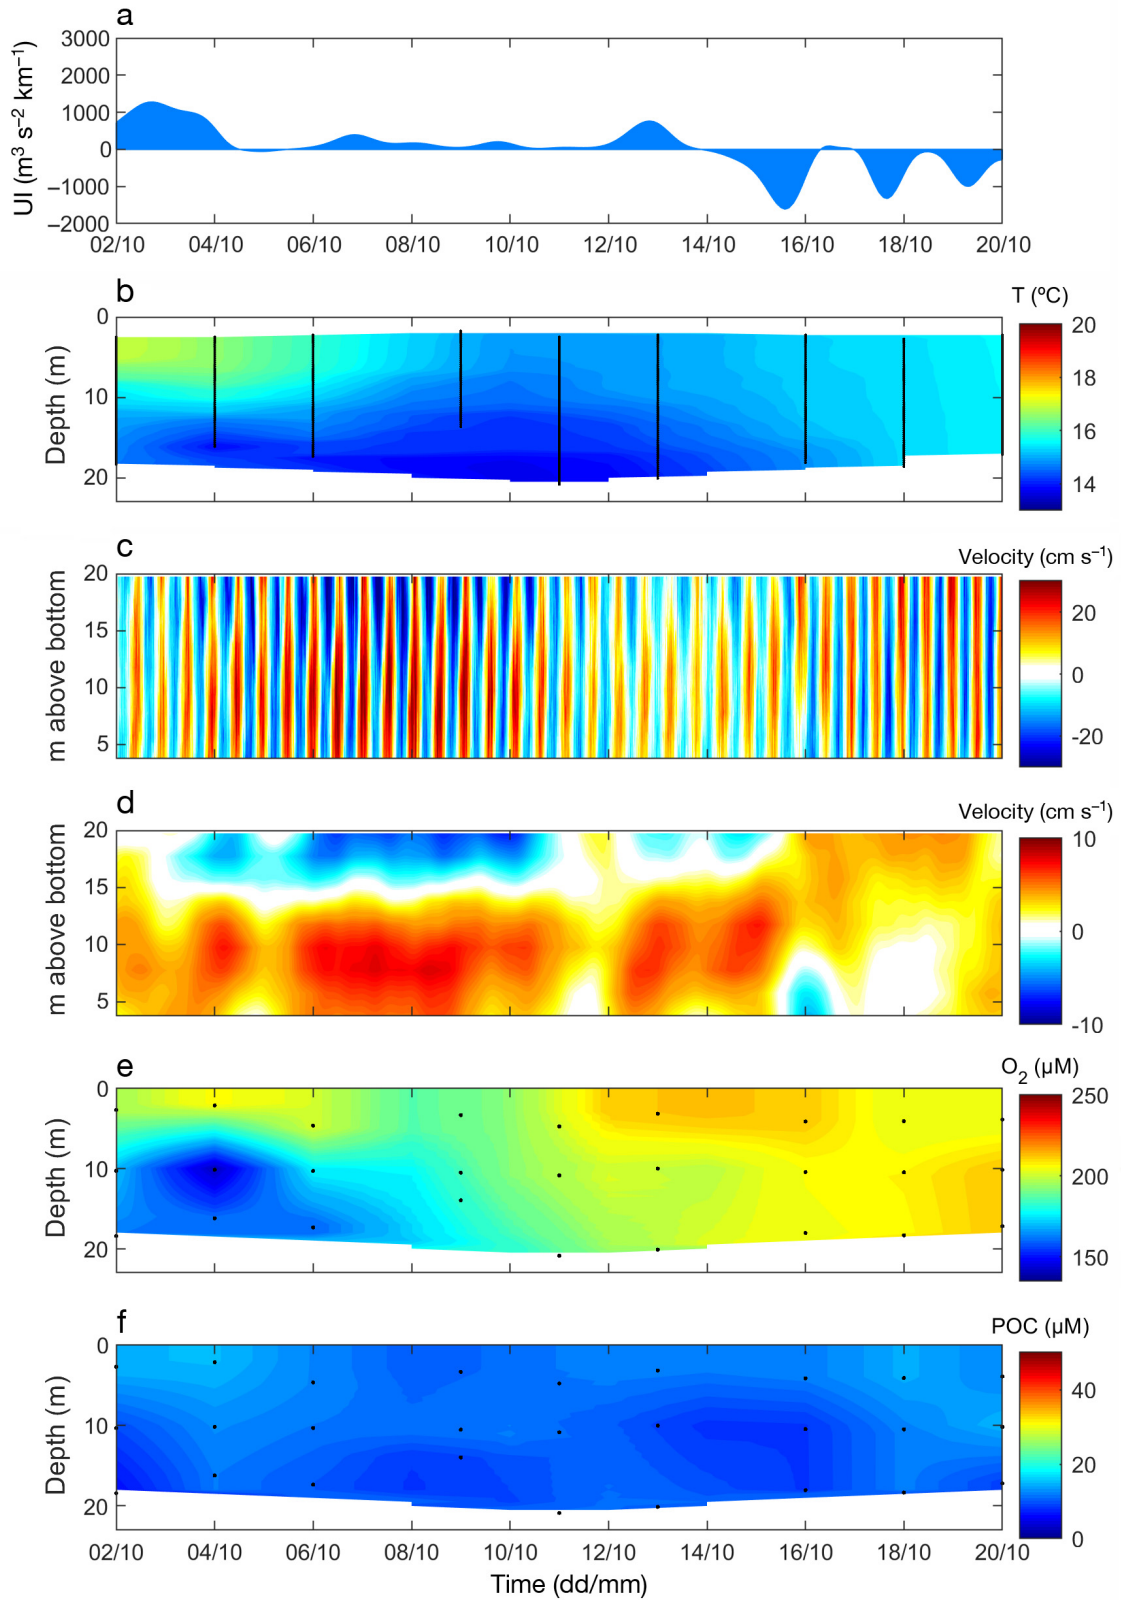 a
UI (m³ s⁻² km⁻¹)
3000
2000
1000
0
–1000
–2000
02/10 04/10 06/10 08/10 10/10 12/10 14/10 16/10 18/10 20/10
b
T (ºC)
Depth (m)
0
10
20
20
18
16
14
c
Velocity (cm s⁻¹)
m above bottom
20
15
10
5
20
0
-20
d
Velocity (cm s⁻¹)
m above bottom
20
15
10
5
10
5
0
-5
-10
e
O₂ (µM)
Depth (m)
0
10
20
250
200
150
f
POC (µM)
Depth (m)
0
10
20
40
20
0
02/10 04/10 06/10 08/10 10/10 12/10 14/10 16/10 18/10 20/10
Time (dd/mm)